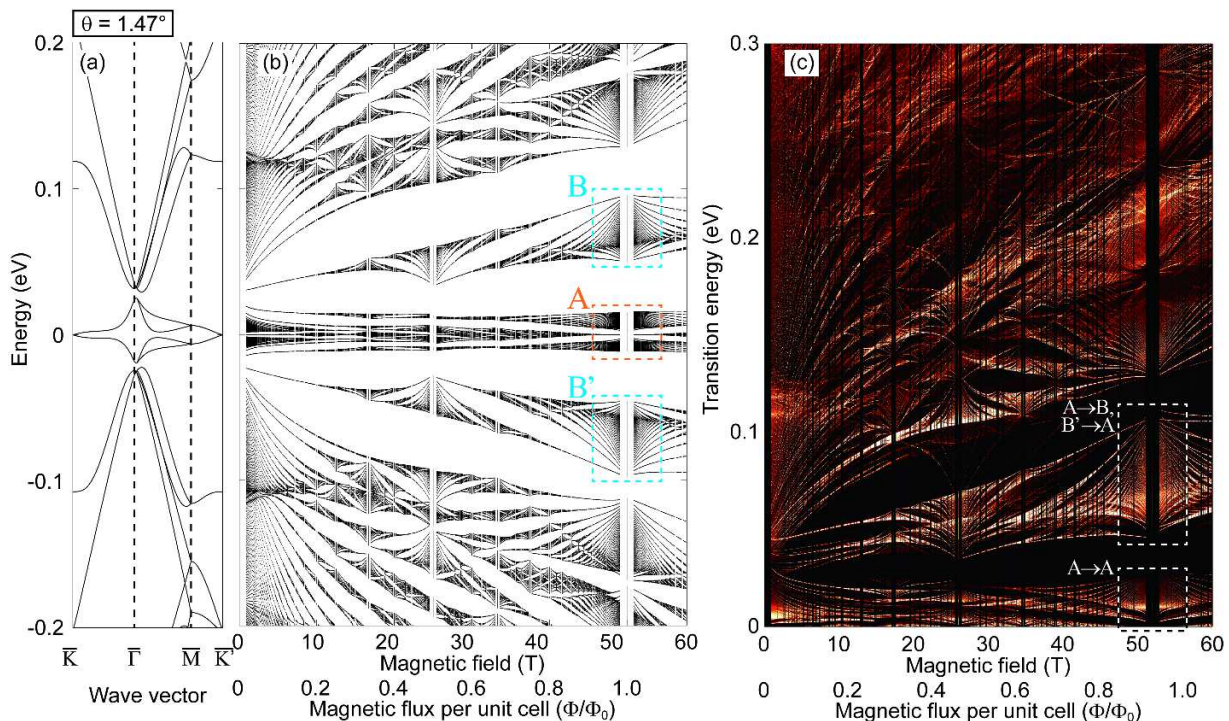 θ = 1.47°
(a)
(b)
(c)
0.2
0.1
0
-0.1
-0.2
Energy (eV)
K̅
Γ̅
M̅
K̅'
Wave vector
B
A
B'
0 10 20 30 40 50 60
Magnetic field (T)
0 0.2 0.4 0.6 0.8 1.0
Magnetic flux per unit cell (Φ/Φ₀)
0.3
0.2
0.1
0
Transition energy (eV)
A→B,
B'→A
A→A
0 10 20 30 40 50 60
Magnetic field (T)
0 0.2 0.4 0.6 0.8 1.0
Magnetic flux per unit cell (Φ/Φ₀)